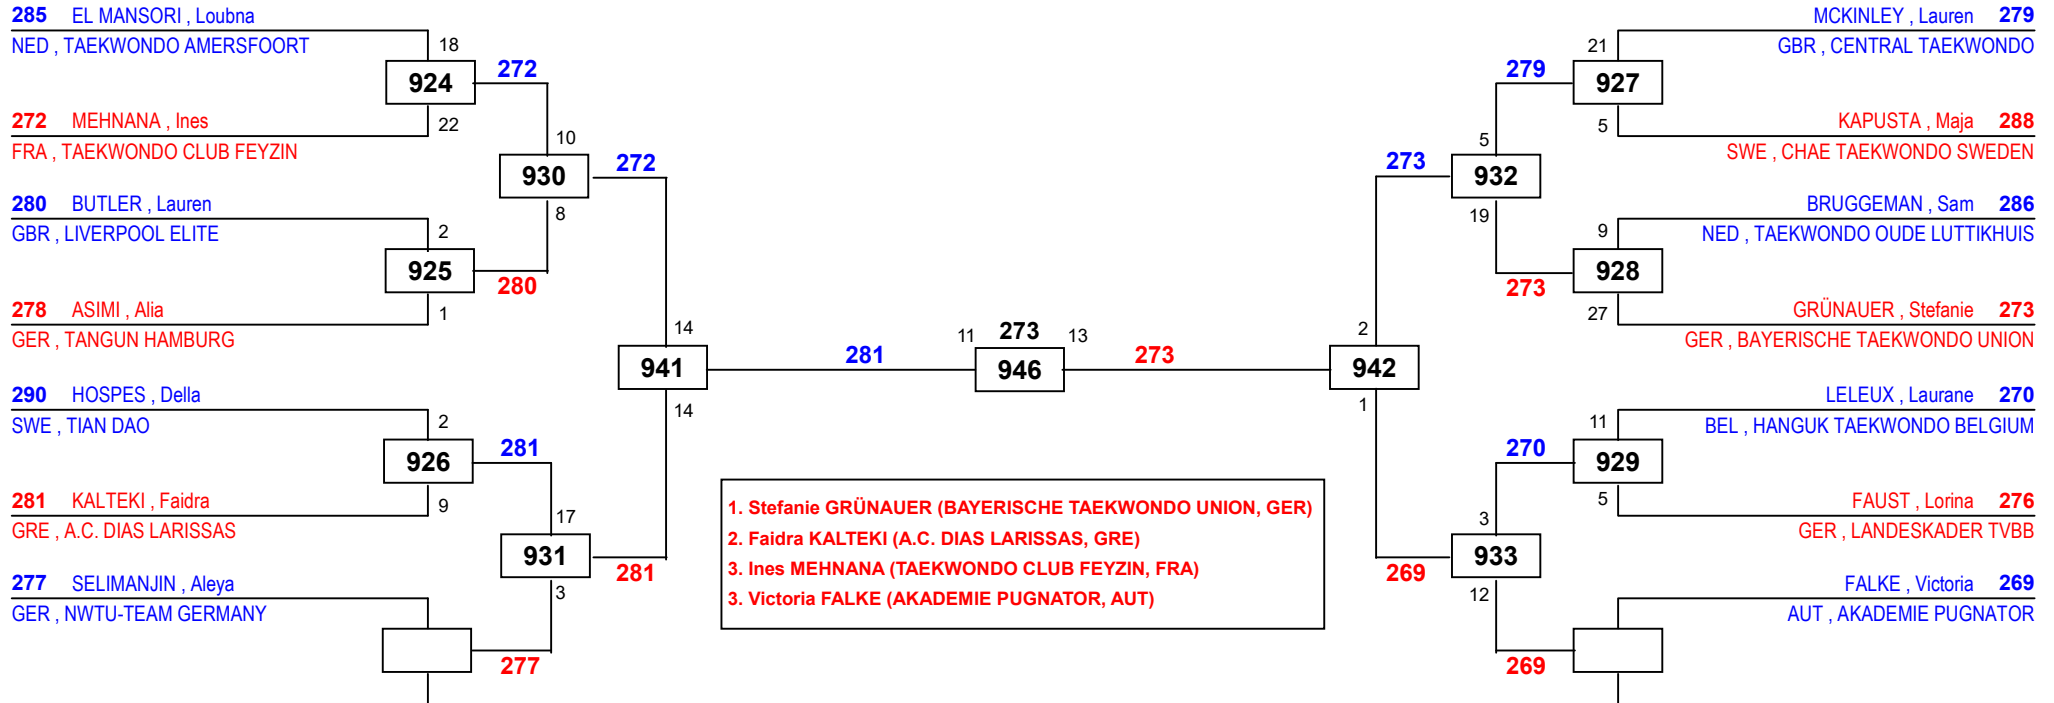 285 EL MANSORI , Loubna
NED , TAEKWONDO AMERSFOORT
18
924
272
22
272 MEHNANA , Ines
FRA , TAEKWONDO CLUB FEYZIN
10
930
272
8
280 BUTLER , Lauren
GBR , LIVERPOOL ELITE
2
925
280
1
278 ASIMI , Alia
GER , TANGUN HAMBURG
14
941
281
14
290 HOSPES , Della
SWE , TIAN DAO
2
926
281
9
281 KALTEKI , Faidra
GRE , A.C. DIAS LARISSAS
17
931
281
3
277 SELIMANJIN , Aleya
GER , NWTU-TEAM GERMANY
277
11 273 13
946
273
1. Stefanie GRÜNAUER (BAYERISCHE TAEKWONDO UNION, GER)
2. Faidra KALTEKI (A.C. DIAS LARISSAS, GRE)
3. Ines MEHNANA (TAEKWONDO CLUB FEYZIN, FRA)
3. Victoria FALKE (AKADEMIE PUGNATOR, AUT)
MCKINLEY , Lauren 279
GBR , CENTRAL TAEKWONDO
21
279
927
5
KAPUSTA , Maja 288
SWE , CHAE TAEKWONDO SWEDEN
5
273
932
19
BRUGGEMAN , Sam 286
NED , TAEKWONDO OUDE LUTTIKHUIS
9
928
273
27
GRÜNAUER , Stefanie 273
GER , BAYERISCHE TAEKWONDO UNION
2
942
1
LELEUX , Laurane 270
BEL , HANGUK TAEKWONDO BELGIUM
11
270
929
5
FAUST , Lorina 276
GER , LANDESKADER TVBB
3
933
269
12
FALKE , Victoria 269
AUT , AKADEMIE PUGNATOR
269